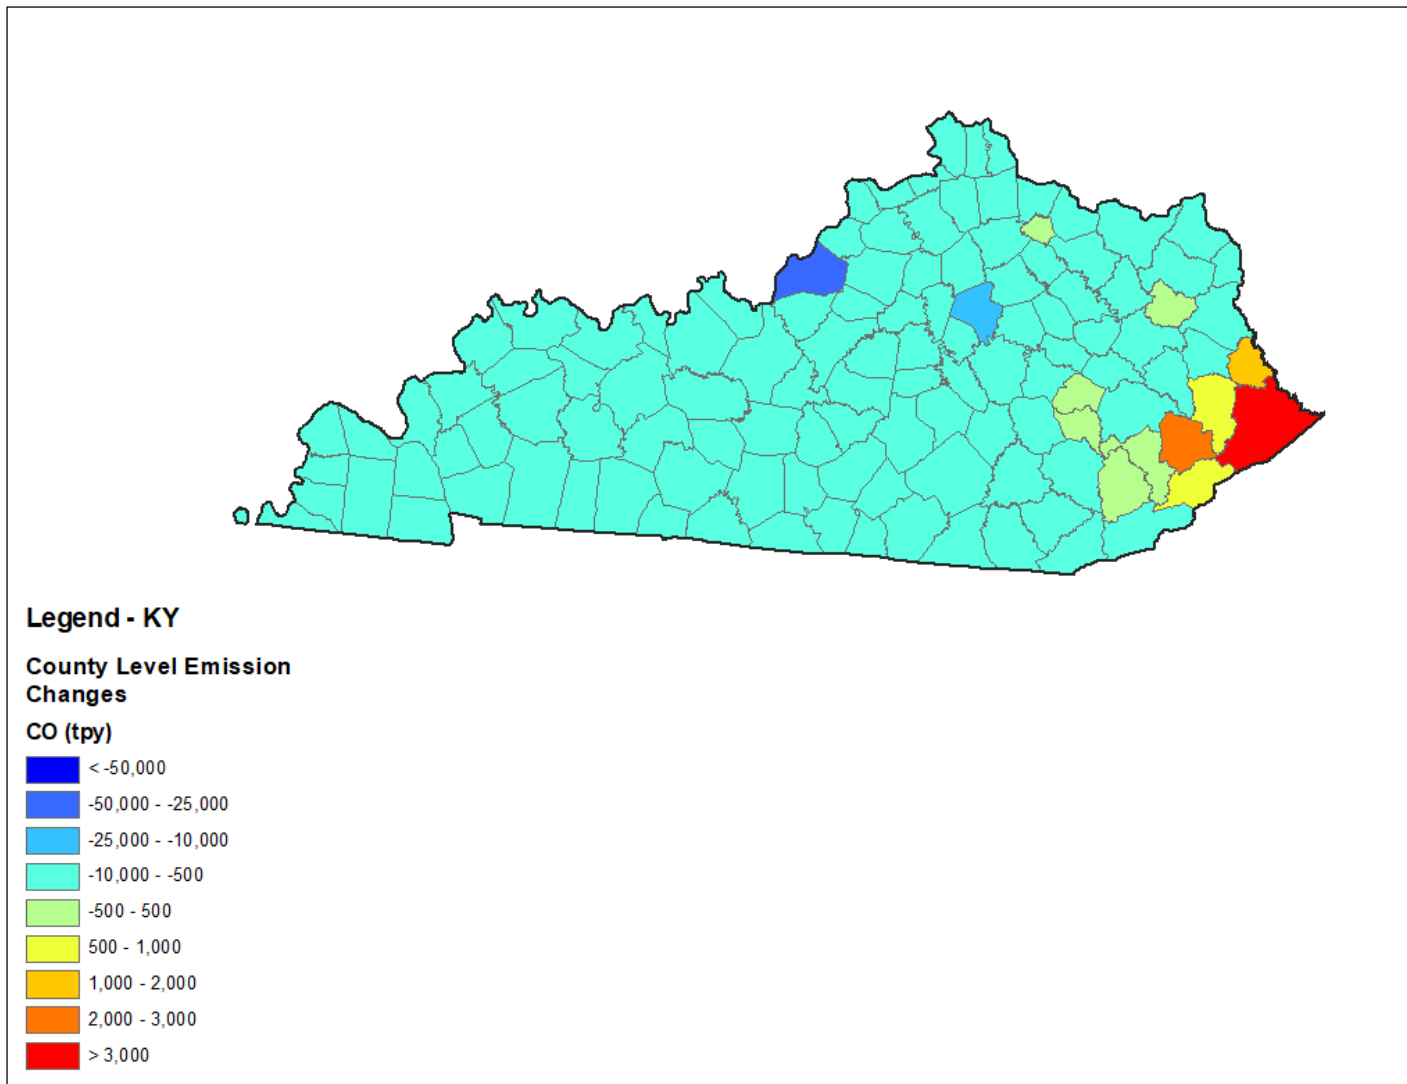 Legend - KY
County Level Emission
Changes
CO (tpy)
< -50,000
-50,000 - -25,000
-25,000 - -10,000
-10,000 - -500
-500 - 500
500 - 1,000
1,000 - 2,000
2,000 - 3,000
> 3,000